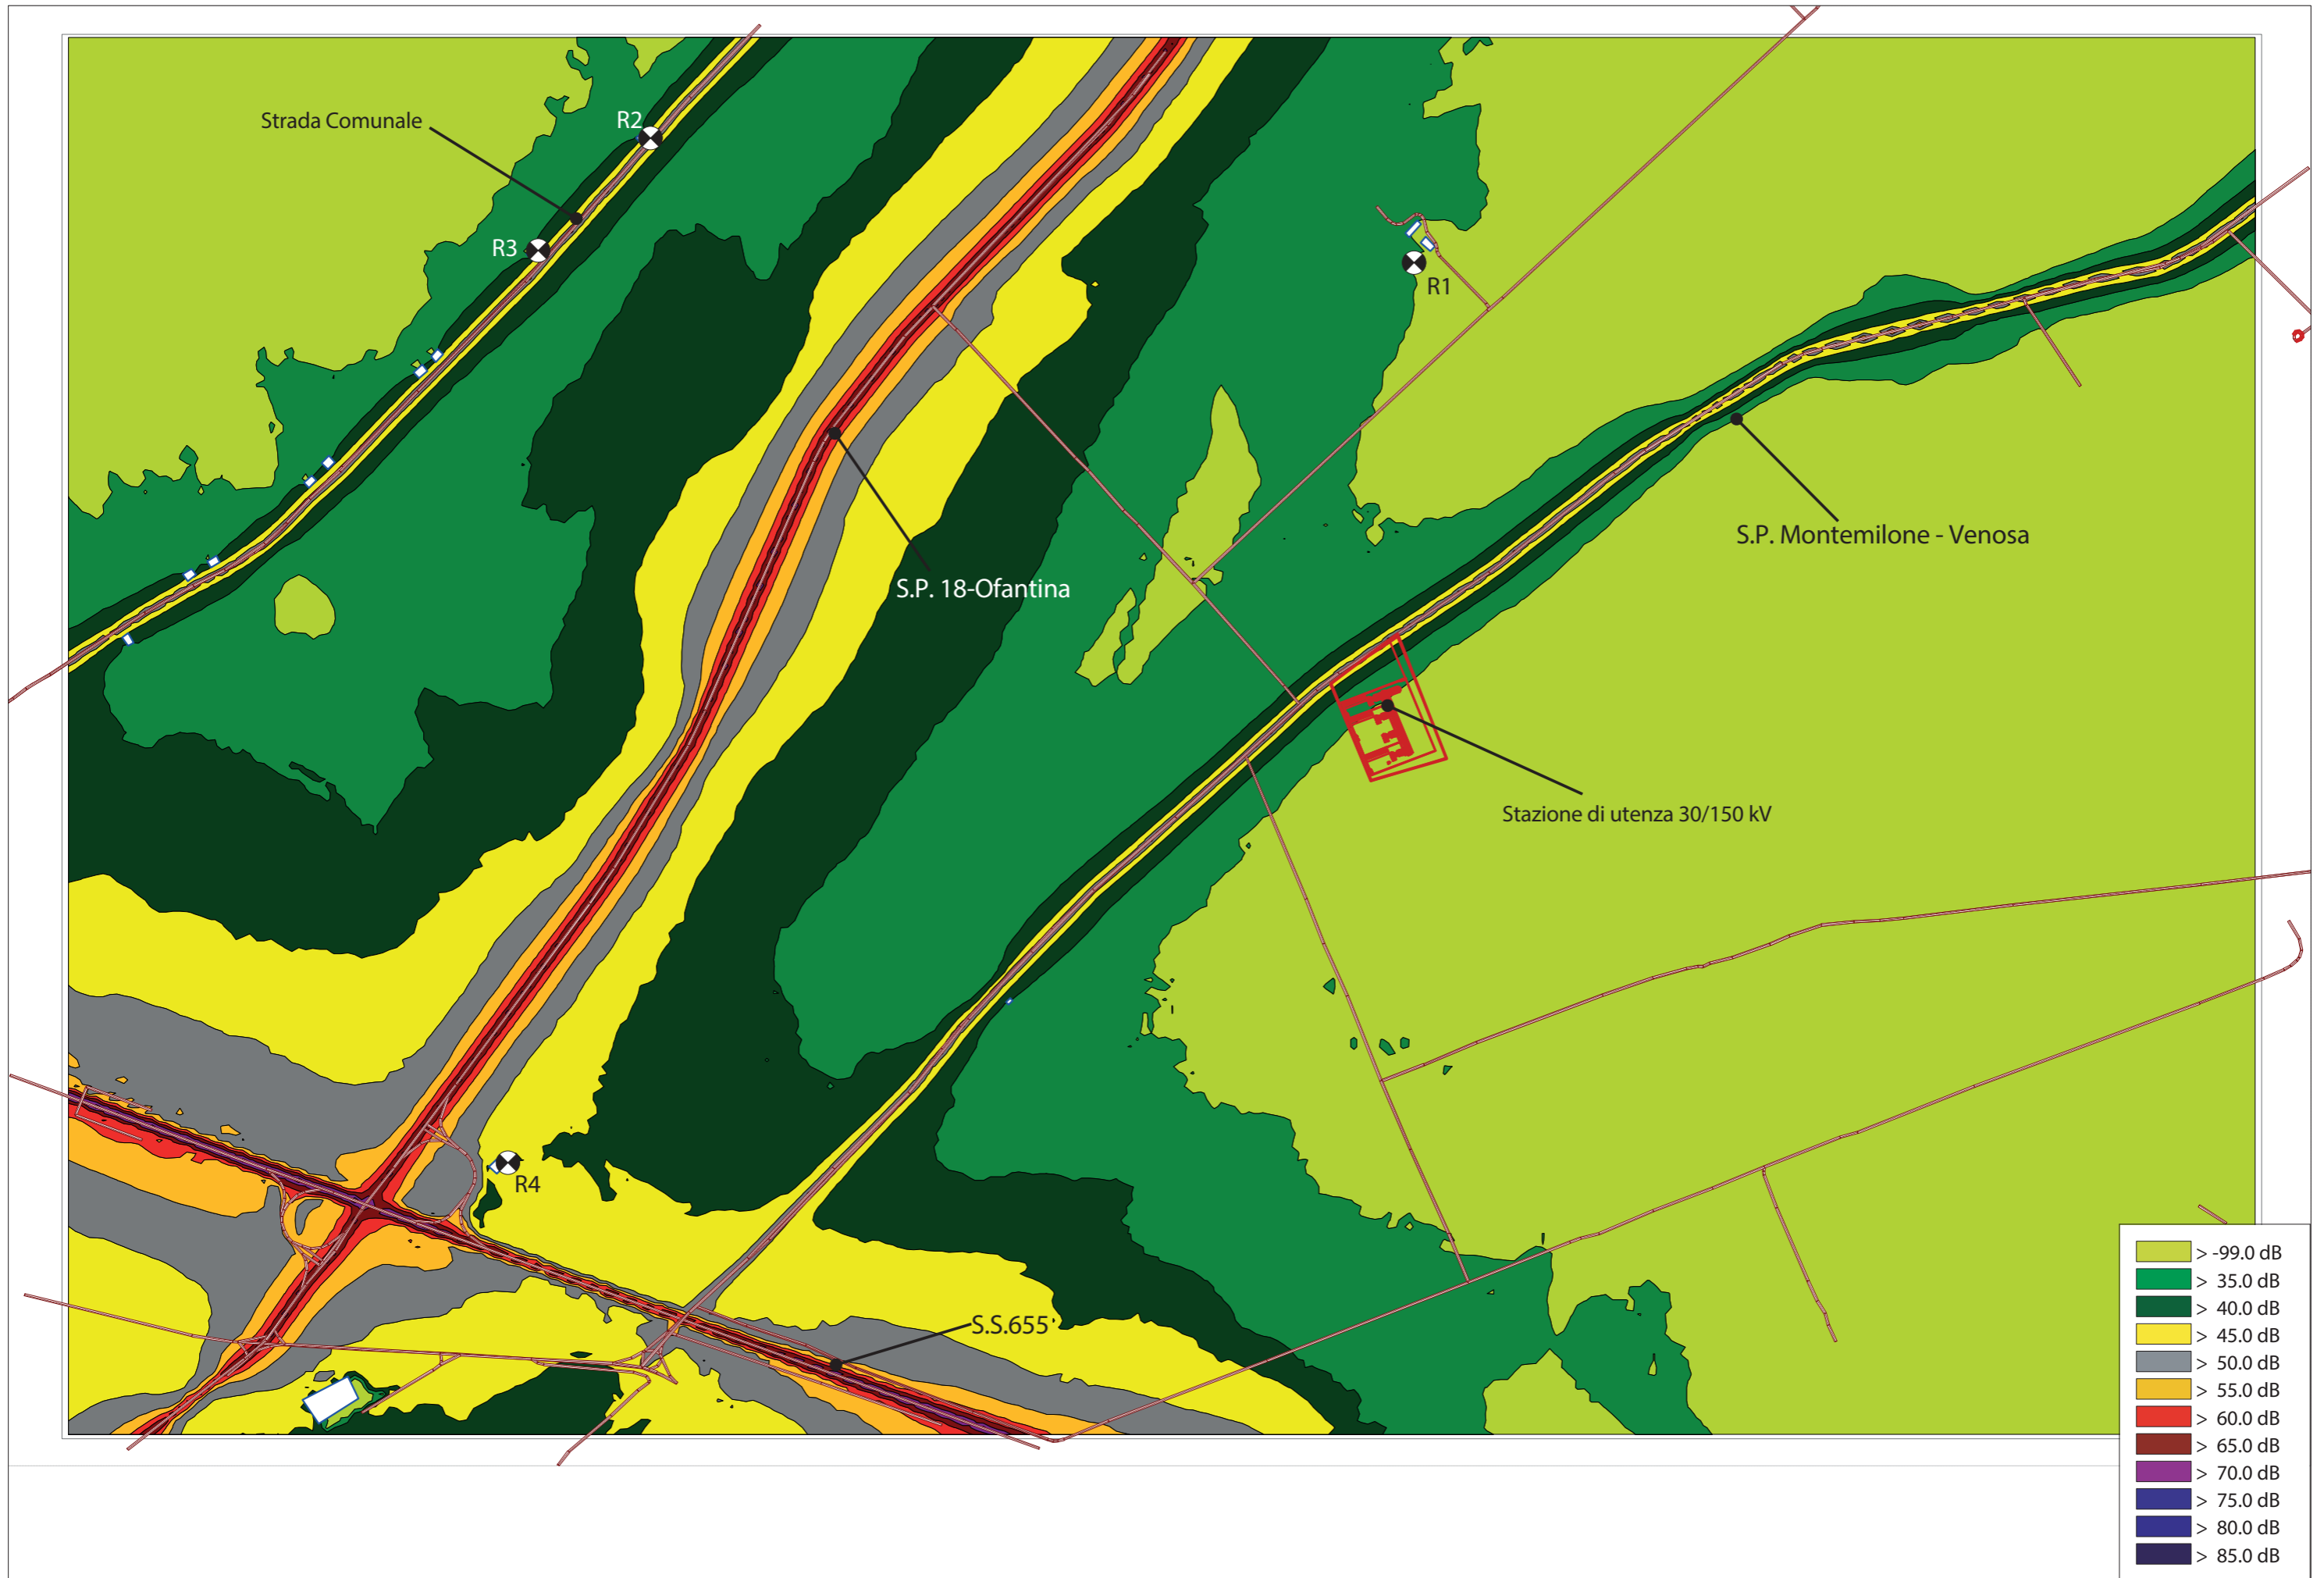 Strada Comunale
R2
R3
R1
S.P. Montemilone - Venosa
S.P. 18-Ofantina
Stazione di utenza 30/150 kV
R4
S.S.655
> -99.0 dB
> 35.0 dB
> 40.0 dB
> 45.0 dB
> 50.0 dB
> 55.0 dB
> 60.0 dB
> 65.0 dB
> 70.0 dB
> 75.0 dB
> 80.0 dB
> 85.0 dB